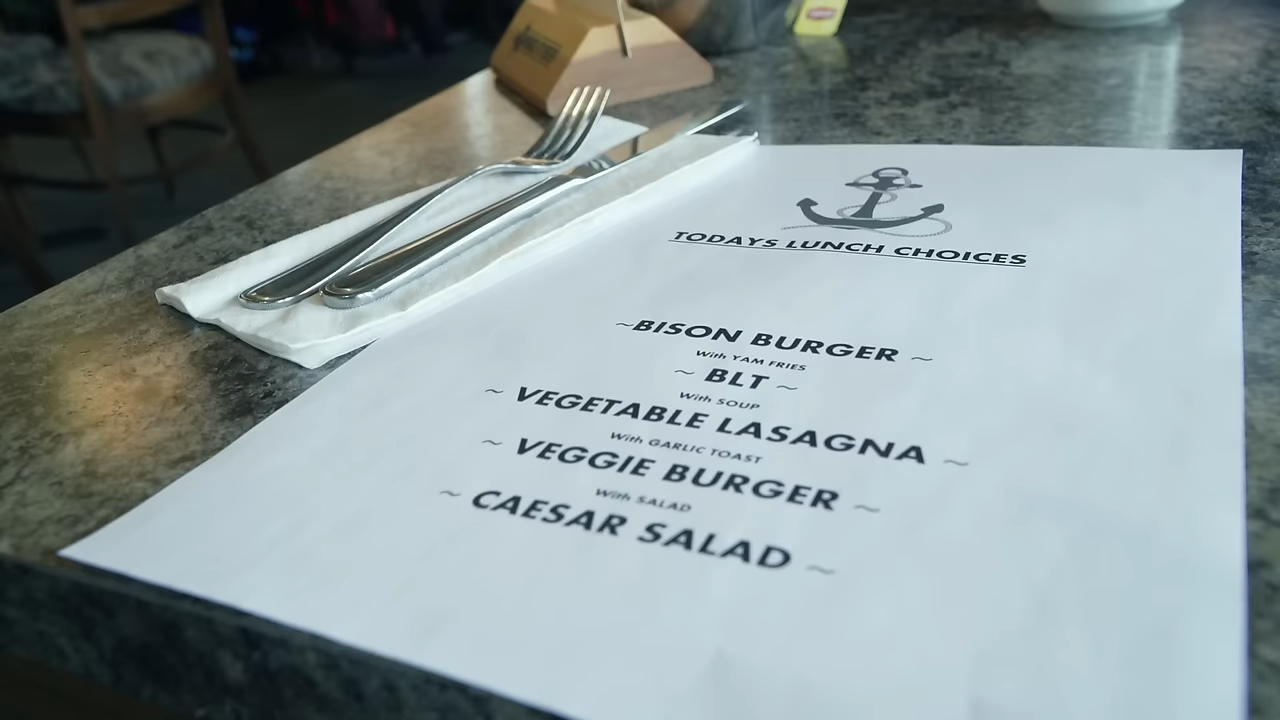 TODAYS LUNCH CHOICES
~BISON BURGER ~
With YAM FRIES
~ BLT ~
With SOUP
~ VEGETABLE LASAGNA ~
With GARLIC TOAST
~ VEGGIE BURGER ~
With SALAD
~ CAESAR SALAD ~